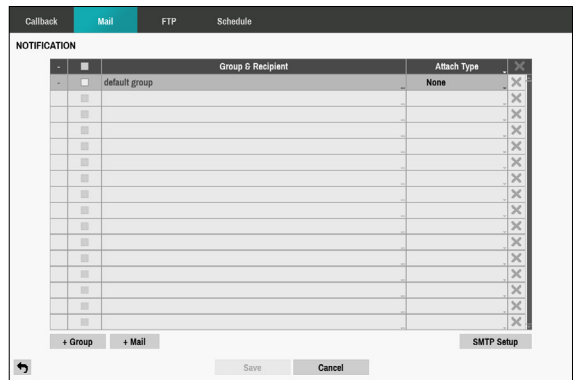 Callback Mail FTP Schedule
NOTIFICATION
- Group & Recipient Attach Type
- default group None
+ Group + Mail SMTP Setup
Save Cancel